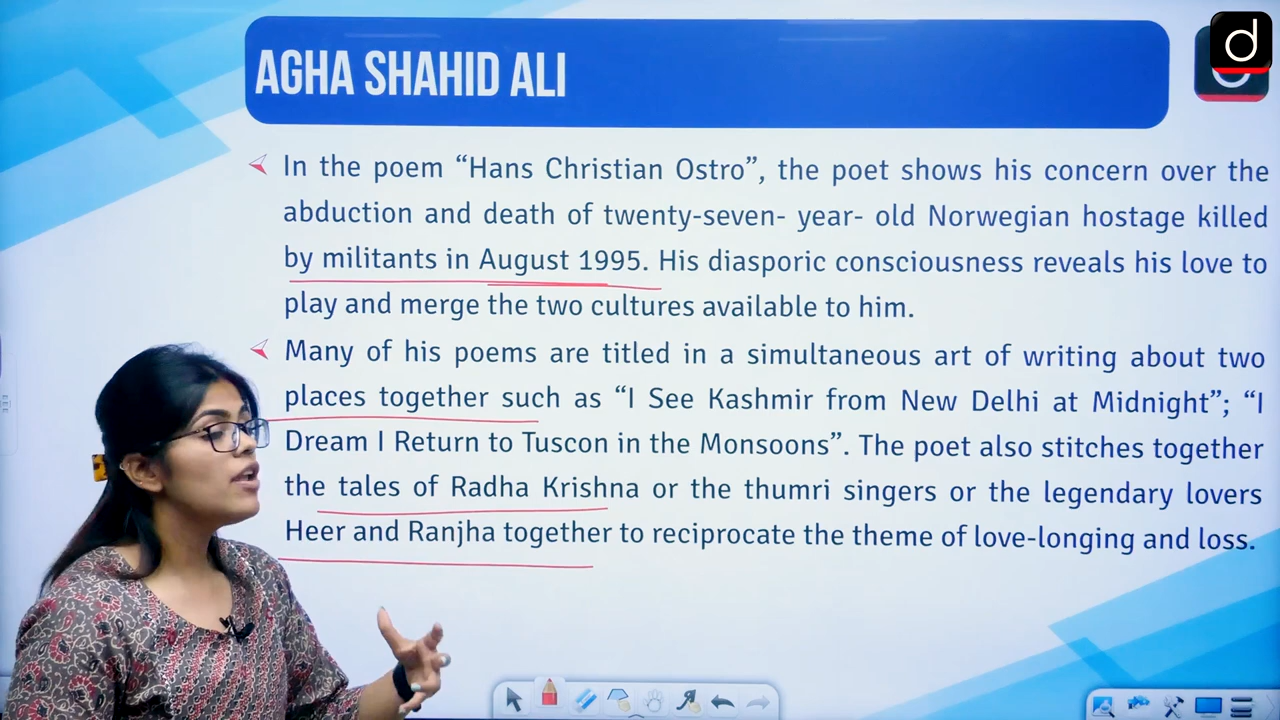 AGHA SHAHID ALI
d
In the poem “Hans Christian Ostro”, the poet shows his concern over the
abduction and death of twenty-seven- year- old Norwegian hostage killed
by militants in August 1995. His diasporic consciousness reveals his love to
play and merge the two cultures available to him.
Many of his poems are titled in a simultaneous art of writing about two
places together such as “I See Kashmir from New Delhi at Midnight”; “I
Dream I Return to Tuscon in the Monsoons”. The poet also stitches together
the tales of Radha Krishna or the thumri singers or the legendary lovers
Heer and Ranjha together to reciprocate the theme of love-longing and loss.